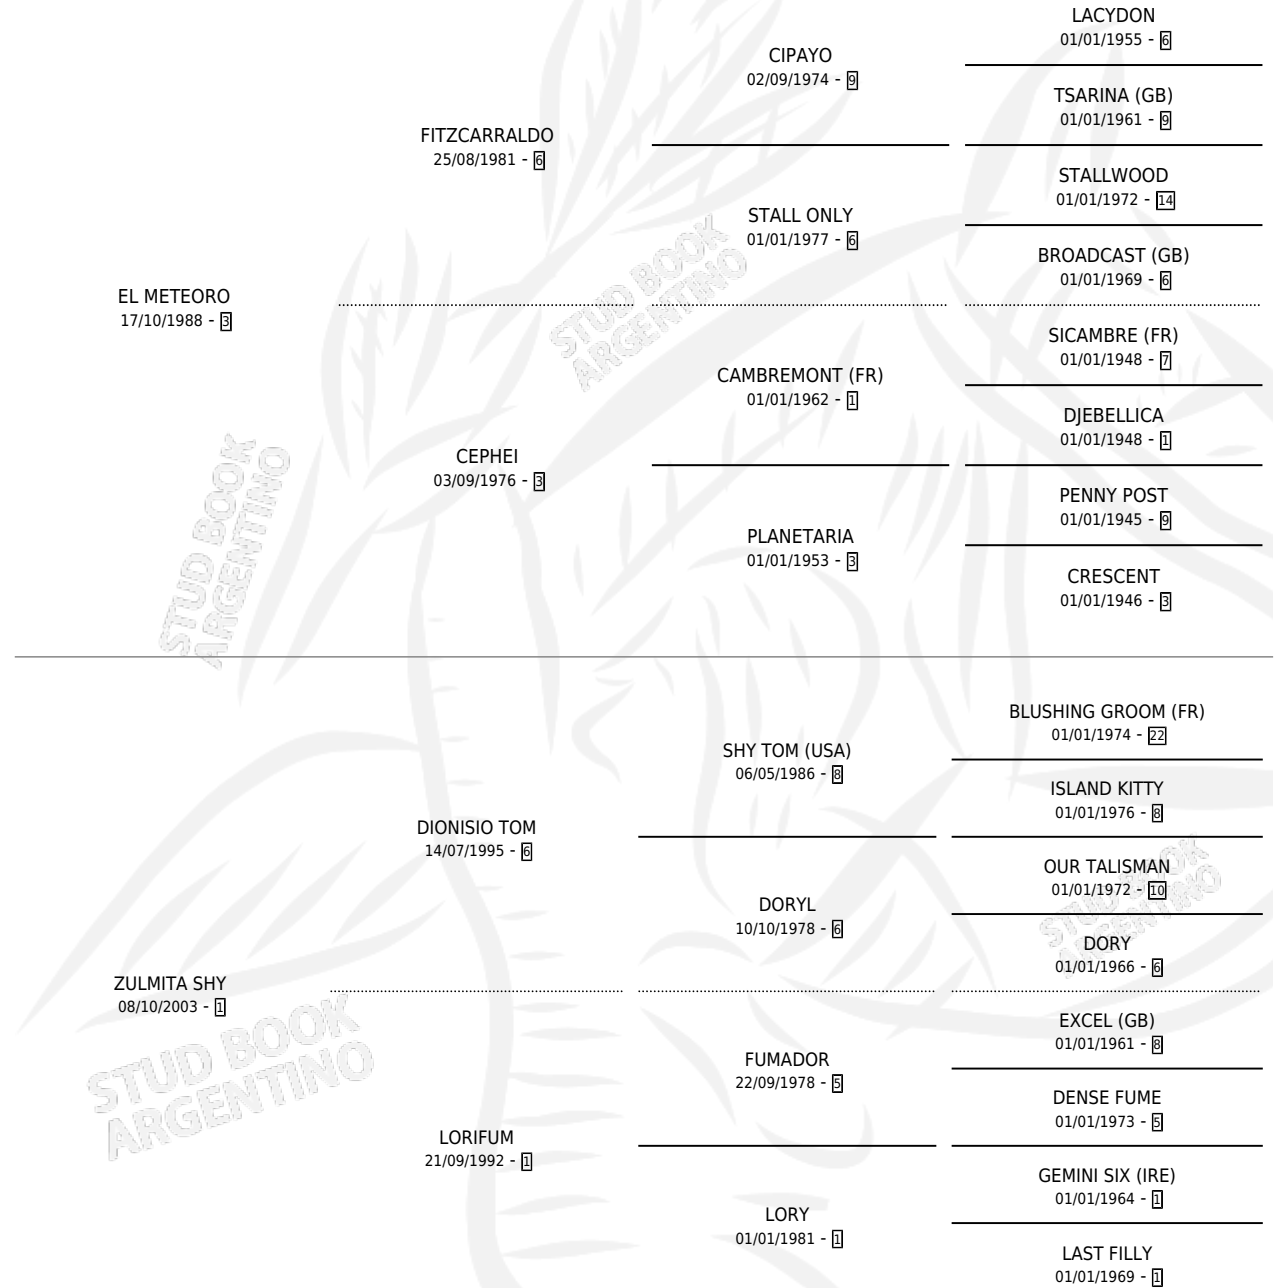 LACYDON
01/01/1955 - 6
CIPAYO
02/09/1974 - 9
TSARINA (GB)
01/01/1961 - 9
FITZCARRALDO
25/08/1981 - 6
STALLWOOD
01/01/1972 - 14
STALL ONLY
01/01/1977 - 6
BROADCAST (GB)
01/01/1969 - 6
EL METEORO
17/10/1988 - 3
STUD BOOK
ARGENTINO
SICAMBRE (FR)
01/01/1948 - 7
CAMBREMONT (FR)
01/01/1962 - 1
DJEBELLICA
01/01/1948 - 1
CEPHEI
03/09/1976 - 3
PENNY POST
01/01/1945 - 9
PLANETARIA
01/01/1953 - 3
CRESCENT
01/01/1946 - 3
STUD BOOK
ARGENTINO
BLUSHING GROOM (FR)
01/01/1974 - 22
SHY TOM (USA)
06/05/1986 - 8
ISLAND KITTY
01/01/1976 - 8
DIONISIO TOM
14/07/1995 - 6
OUR TALISMAN
01/01/1972 - 10
DORYL
10/10/1978 - 6
STUD BOOK
ARGENTINO
DORY
01/01/1966 - 6
ZULMITA SHY
08/10/2003 - 1
EXCEL (GB)
01/01/1961 - 8
FUMADOR
22/09/1978 - 5
STUD BOOK
ARGENTINO
DENSE FUME
01/01/1973 - 5
LORIFUM
21/09/1992 - 1
GEMINI SIX (IRE)
01/01/1964 - 1
LORY
01/01/1981 - 1
LAST FILLY
01/01/1969 - 1